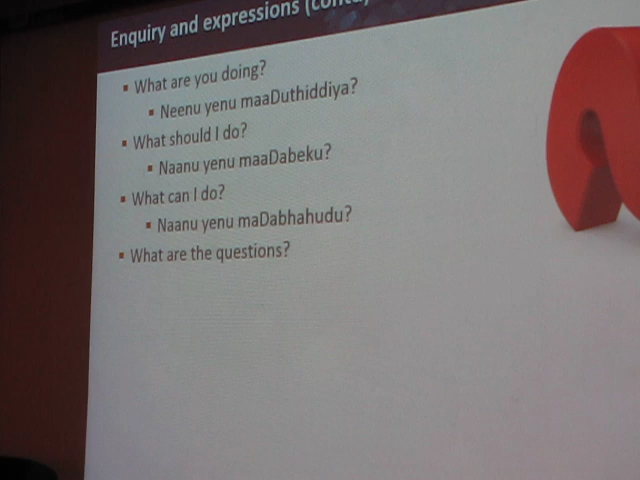 Enquiry and expressions
What are you doing?
Neenu yenu maaDuthiddiya?
What should I do?
Naanu yenu maaDabeku?
What can I do?
Naanu yenu maDabhahudu?
What are the questions?